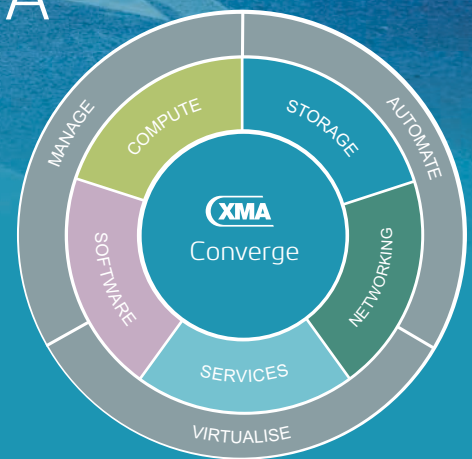 A
MANAGE
AUTOMATE
COMPUTE
STORAGE
XMA
Converge
SOFTWARE
NETWORKING
SERVICES
VIRTUALISE